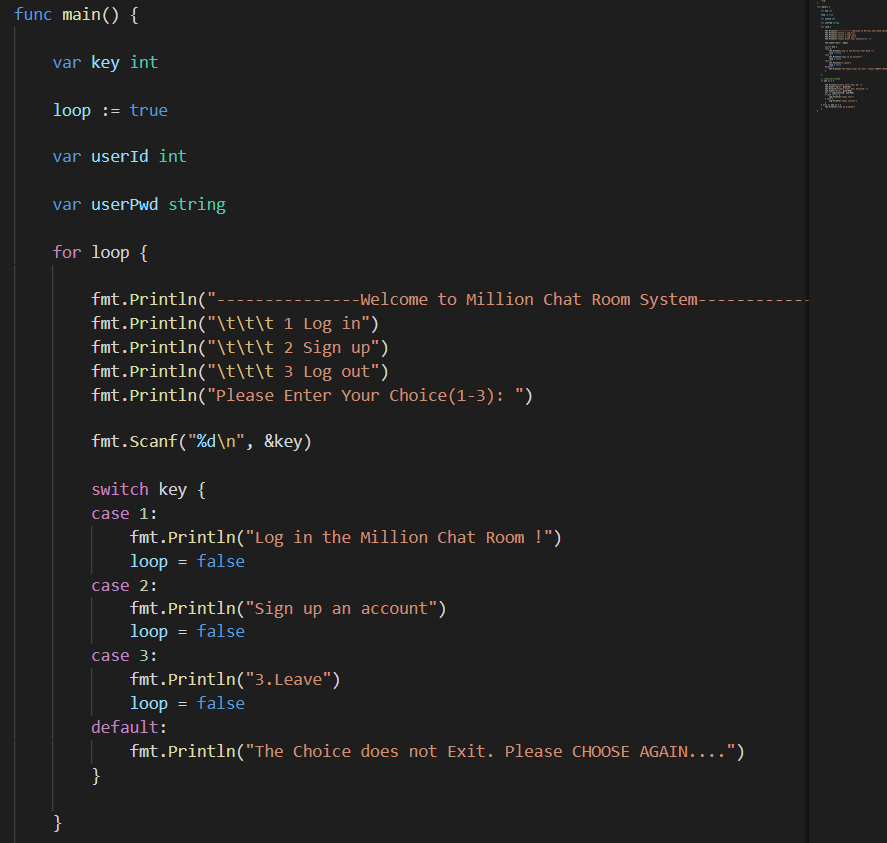 func main() {
var key int
loop := true
var userId int
var userPwd string
for loop {
fmt.Println("---------------Welcome to Million Chat Room System------------
fmt.Println("\t\t\t 1 Log in")
fmt.Println("\t\t\t 2 Sign up")
fmt.Println("\t\t\t 3 Log out")
fmt.Println("Please Enter Your Choice(1-3): ")
fmt.Scanf("%d\n", &key)
switch key {
case 1:
fmt.Println("Log in the Million Chat Room !")
loop = false
case 2:
fmt.Println("Sign up an account")
loop = false
case 3:
fmt.Println("3.Leave")
loop = false
default:
fmt.Println("The Choice does not Exit. Please CHOOSE AGAIN....")
}
}